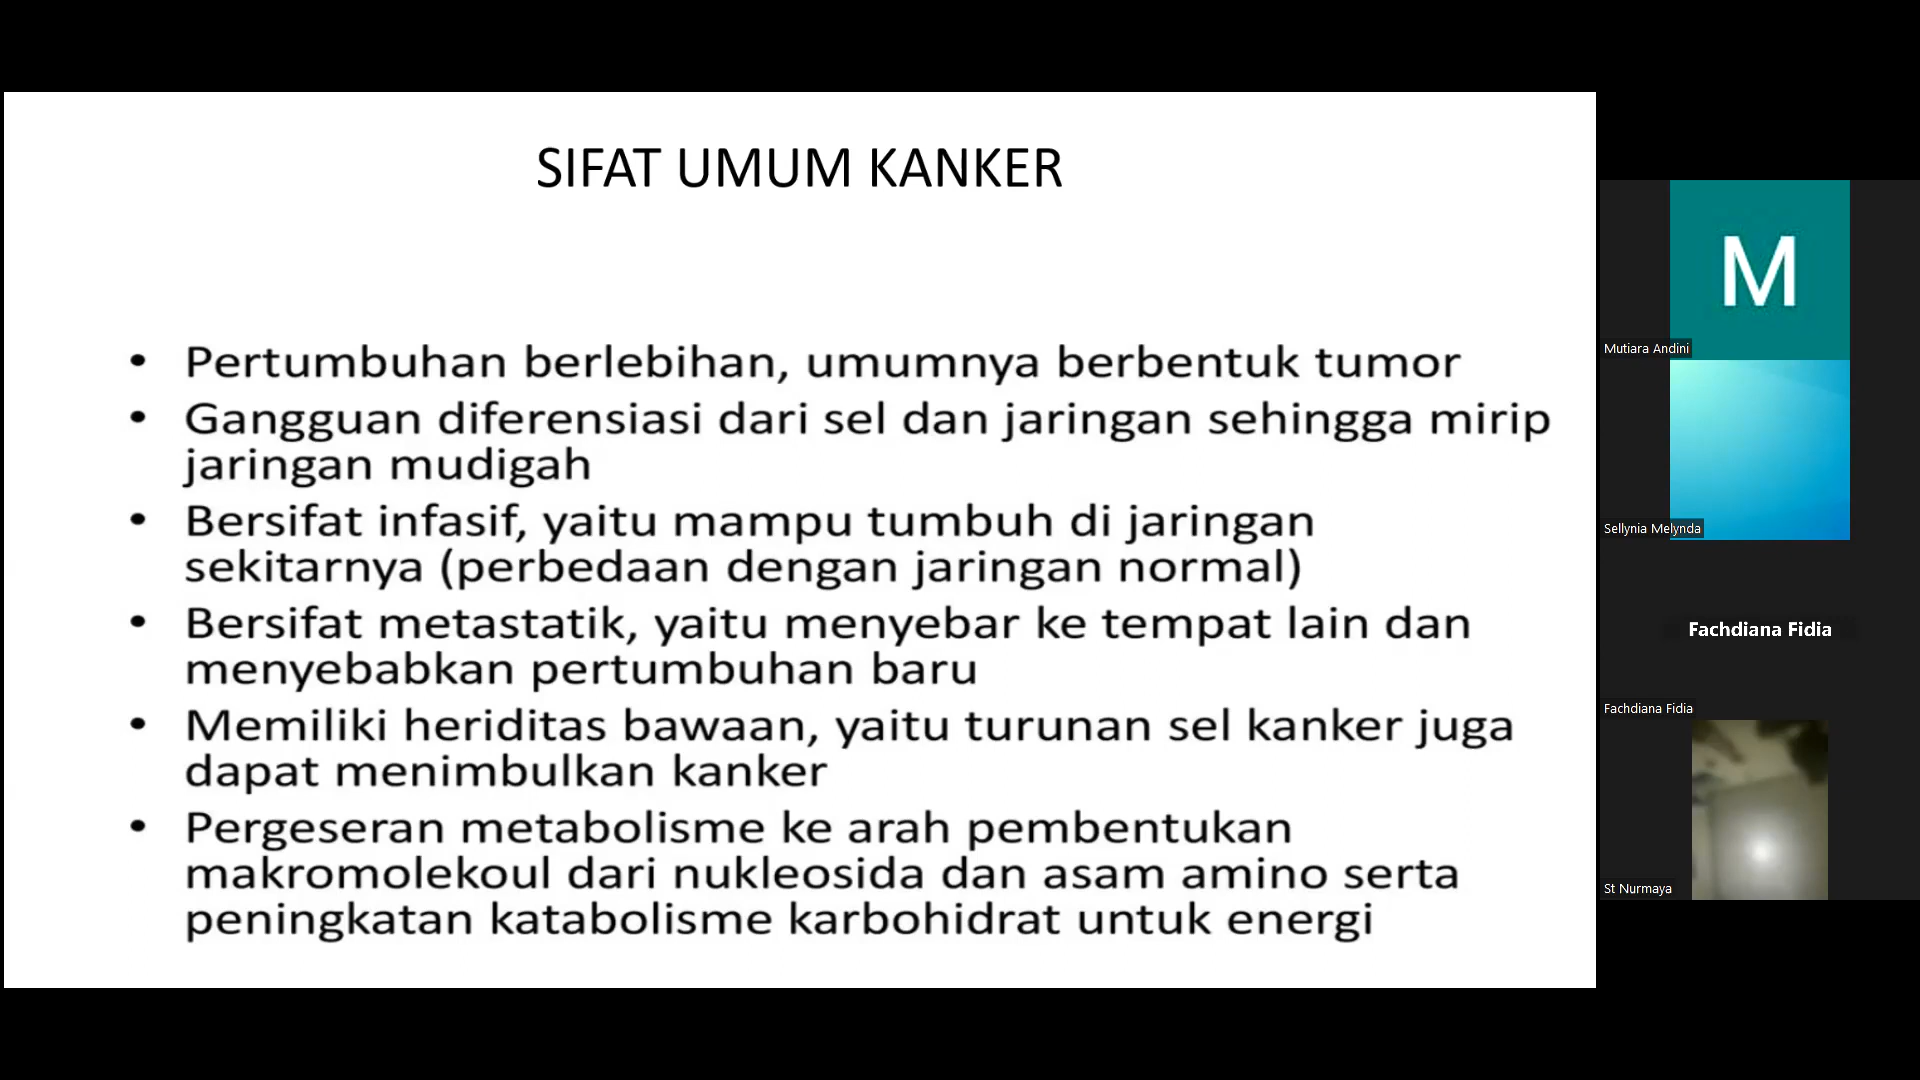 SIFAT UMUM KANKER
• Pertumbuhan berlebihan, umumnya berbentuk tumor
• Gangguan diferensiasi dari sel dan jaringan sehingga mirip
jaringan mudigah
• Bersifat infasif, yaitu mampu tumbuh di jaringan
sekitarnya (perbedaan dengan jaringan normal)
• Bersifat metastatik, yaitu menyebar ke tempat lain dan
menyebabkan pertumbuhan baru
• Memiliki heriditas bawaan, yaitu turunan sel kanker juga
dapat menimbulkan kanker
• Pergeseran metabolisme ke arah pembentukan
makromolekoul dari nukleosida dan asam amino serta
peningkatan katabolisme karbohidrat untuk energi
M
Mutiara Andini
Sellynia Melynda
Fachdiana Fidia
Fachdiana Fidia
St Nurmaya